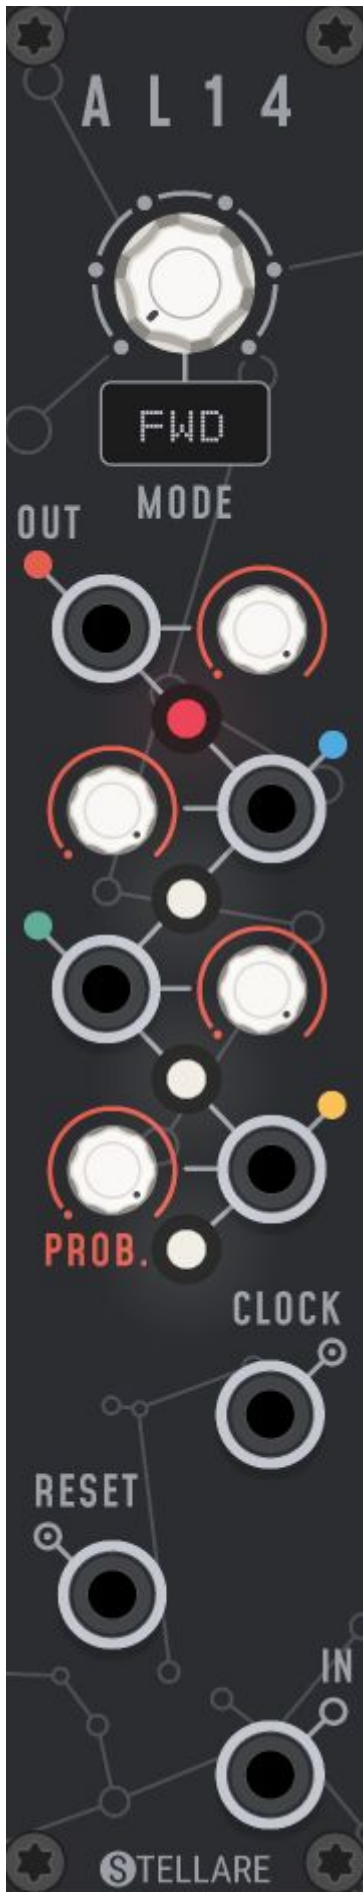 AL14
FWD
MODE
OUT
PROB.
CLOCK
RESET
IN
STELLARE